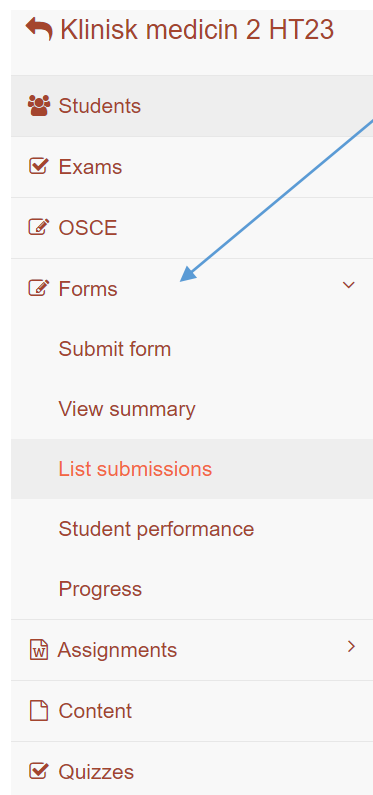 Klinisk medicin 2 HT23
Students
Exams
OSCE
Forms
Submit form
View summary
List submissions
Student performance
Progress
Assignments
Content
Quizzes